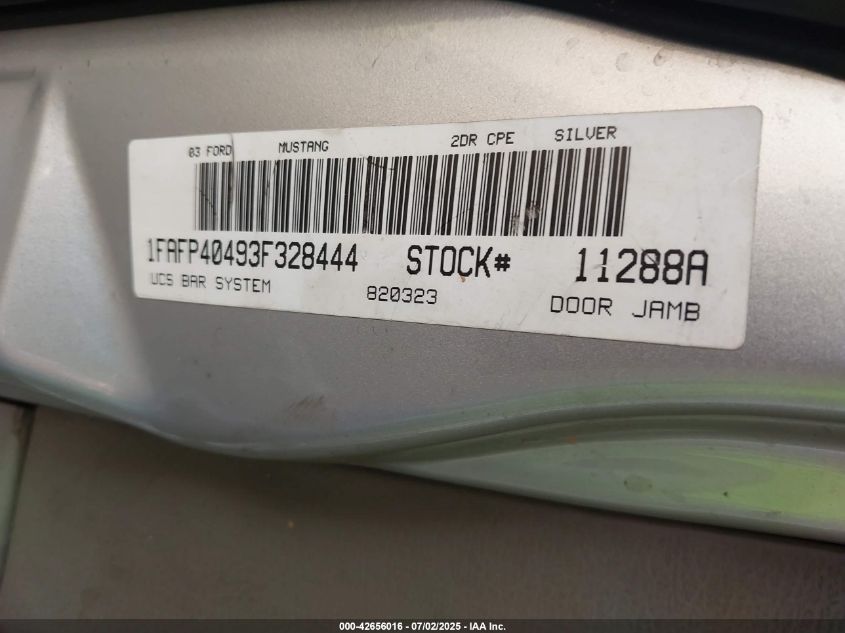 03 FORD MUSTANG 2DR CPE SILVER
1FAFP40493F328444 STOCK# 11288A
UCS BAR SYSTEM 820323 DOOR JAMB
000-42656016 - 07/02/2025 - IAA Inc.